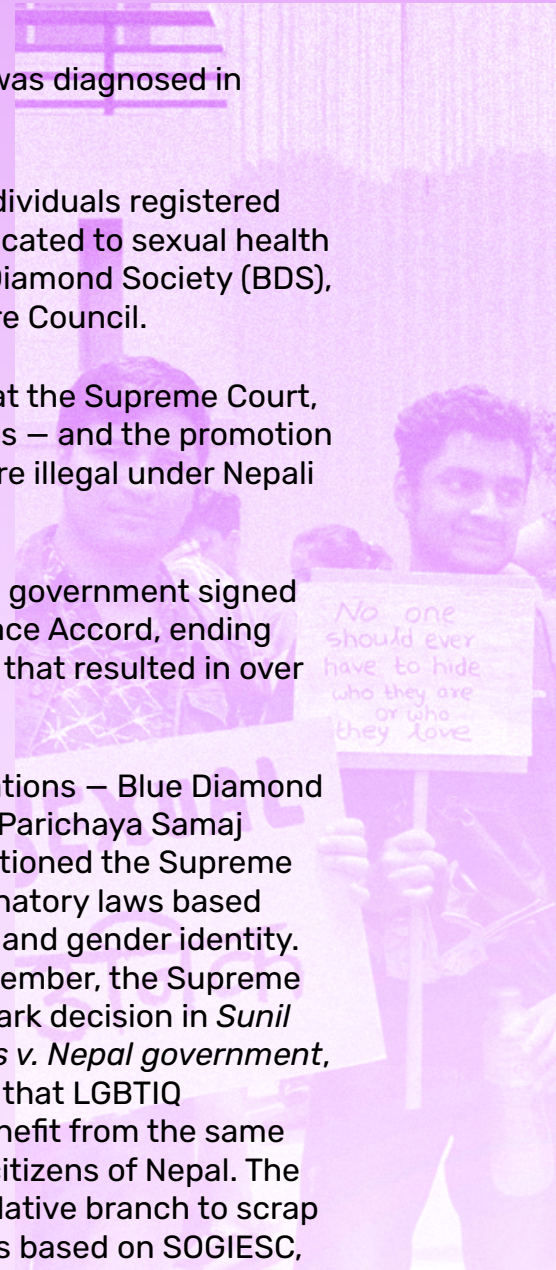 was diagnosed in
dividuals registered
cated to sexual health
Diamond Society (BDS),
re Council.
at the Supreme Court,
s — and the promotion
re illegal under Nepali
government signed
ace Accord, ending
that resulted in over
ations — Blue Diamond
Parichaya Samaj
tioned the Supreme
natory laws based
and gender identity.
ember, the Supreme
ark decision in Sunil
s v. Nepal government,
that LGBTIQ
nefit from the same
citizens of Nepal. The
lative branch to scrap
s based on SOGIESC,
No one
should ever
have to hide
who they are
or who
they love